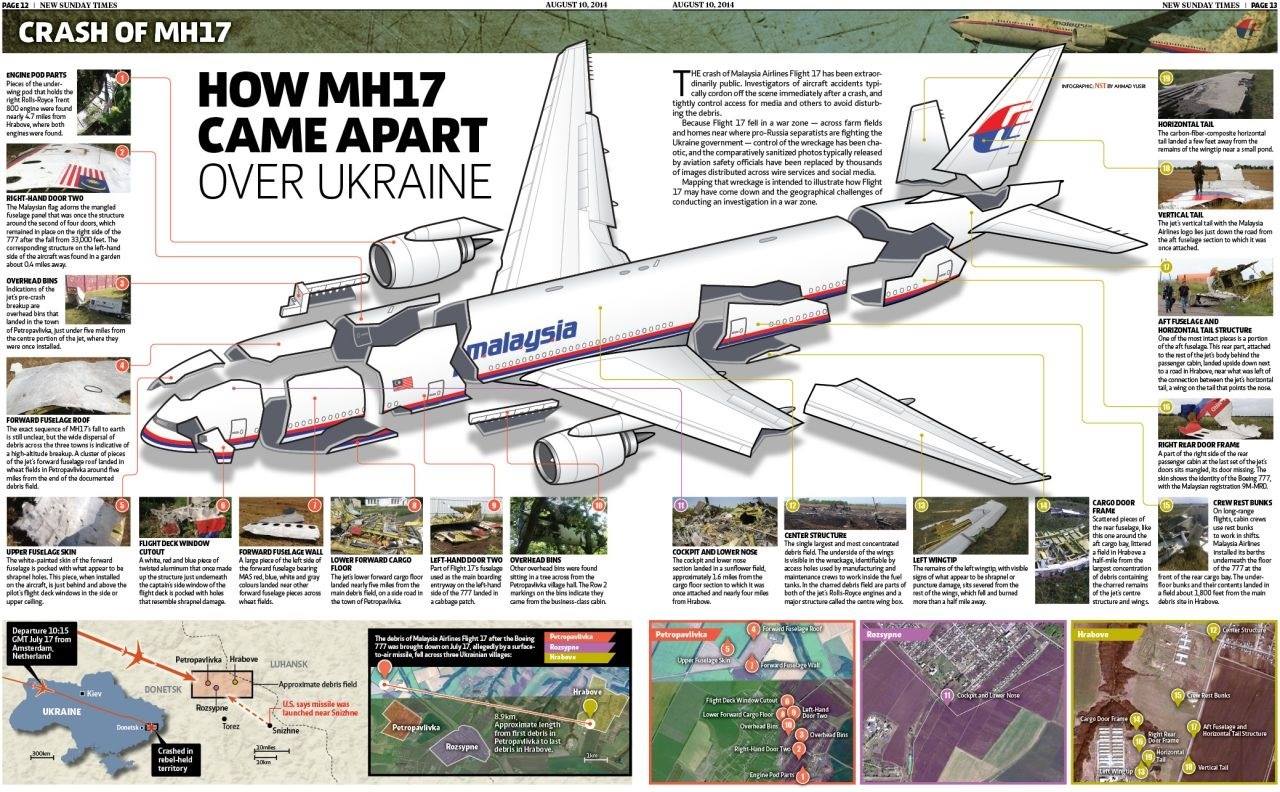 PAGE 12 | NEW SUNDAY TIMES
AUGUST 10, 2014
AUGUST 10, 2014
NEW SUNDAY TIMES | PAGE 13
CRASH OF MH17
HOW MH17
CAME APART
OVER UKRAINE
THE crash of Malaysia Airlines Flight 17 has been extraor-
dinarily public. Investigators of aircraft accidents typi-
cally cordon off the scene immediately after a crash, and
tightly control access for media and others to avoid disturb-
ing the debris.
Because Flight 17 fell in a war zone — across farm fields
and homes near where pro-Russia separatists are fighting the
Ukraine government — control of the wreckage has been cha-
otic, and the comparatively sanitized photos typically released
by aviation safety officials have been replaced by thousands
of images distributed across wire services and social media.
Mapping that wreckage is intended to illustrate how Flight
17 may have come down and the geographical challenges of
conducting an investigation in a war zone.
INFOGRAPHIC: NST BY AHMAD YUSRI
malaysia
1
ENGINE POD PARTS
Pieces of the under-
wing pod that holds the
right Rolls-Royce Trent
800 engine were found
nearly 4.7 miles from
Hrabove, where both
engines were found.
2
RIGHT-HAND DOOR TWO
The Malaysian flag adorns the mangled
fuselage panel that was once the structure
around the second of four doors, which
remained in place on the right side of the
777 after the fall from 33,000 feet. The
corresponding structure on the left-hand
side of the aircraft was found in a garden
about 0.4 miles away.
3
OVERHEAD BINS
Indications of the
jet's pre-crash
breakup are
overhead bins that
landed in the town
of Petropavlivka, just under five miles from
the centre portion of the jet, where they
were once installed.
4
FORWARD FUSELAGE ROOF
The exact sequence of MH17's fall to earth
is still unclear, but the wide dispersal of
debris across the three towns is indicative of
a high-altitude breakup. A cluster of pieces
of the jet's forward fuselage roof landed in
wheat fields in Petropavlivka around five
miles from the end of the documented
debris field.
5
UPPER FUSELAGE SKIN
The white-painted skin of the forward
fuselage is pocked with what appear to be
shrapnel holes. This piece, when installed
on the aircraft, is just behind and above the
pilot's flight deck windows in the side or
upper ceiling.
6
FLIGHT DECK WINDOW
CUTOUT
A white, red and blue piece of
twisted aluminum that once made
up the structure just underneath
the captain's side window of the
flight deck is pocked with holes
that resemble shrapnel damage.
7
FORWARD FUSELAGE WALL
A large piece of the left side of
the forward fuselage bearing
MAS red, blue, white and gray
colours landed near other
forward fuselage pieces across
wheat fields.
8
LOWER FORWARD CARGO
FLOOR
The jet's lower forward cargo floor
landed nearly five miles from the
main debris field, on a side road in
the town of Petropavlivka.
9
LEFT-HAND DOOR TWO
Part of Flight 17's fuselage
used as the main boarding
entryway on the left-hand
side of the 777 landed in
a cabbage patch.
10
OVERHEAD BINS
Other overhead bins were found
sitting in a tree across from the
Petropavlivka village hall. The Row 2
markings on the bins indicate they
came from the business-class cabin.
11
COCKPIT AND LOWER NOSE
The cockpit and lower nose
section landed in a sunflower field,
approximately 1.6 miles from the
cargo floor section to which it was
once attached and nearly four miles
from Hrabove.
12
CENTER STRUCTURE
The single largest and most concentrated
debris field. The underside of the wings
is visible in the wreckage, identifiable by
access holes used by manufacturing and
maintenance crews to work inside the fuel
tanks. In the charred debris field are parts of
both of the jet's Rolls-Royce engines and a
major structure called the centre wing box.
13
LEFT WINGTIP
The remains of the left wingtip, with visible
signs of what appear to be shrapnel or
puncture damage, sits severed from the
rest of the wings, which fell and burned
more than a half mile away.
14
CARGO DOOR
FRAME
Scattered pieces of
the rear fuselage, like
this one around the
aft cargo bay, littered
a field in Hrabove a
half-mile from the
largest concentration
of debris containing
the charred remains
of the jet's centre
structure and wings.
15
CREW REST BUNKS
On long-range
flights, cabin crews
use rest bunks
to work in shifts.
Malaysia Airlines
installed its berths
underneath the floor
of the 777 at the
front of the rear cargo bay. The under-
floor bunks and their contents landed in
a field about 1,800 feet from the main
debris site in Hrabove.
19
HORIZONTAL TAIL
The carbon-fiber-composite horizontal
tail landed a few feet away from the
remains of the wingtip near a small pond.
18
VERTICAL TAIL
The jet's vertical tail with the Malaysia
Airlines logo lies just down the road from
the aft fuselage section to which it was
once attached.
17
AFT FUSELAGE AND
HORIZONTAL TAIL STRUCTURE
One of the most intact pieces is a portion
of the aft fuselage. This rear part, attached
to the rest of the jet's body behind the
passenger cabin, landed upside down next
to a road in Hrabove, near what was left of
the connection between the jet's horizontal
tail, a wing on the tail that points the nose.
16
RIGHT REAR DOOR FRAME
A part of the right side of the rear
passenger cabin at the last set of the jet's
doors sits mangled, its door missing. The
skin shows the identity of the Boeing 777,
with the Malaysian registration 9M-MRD.
Departure 10:15
GMT July 17 from
Amsterdam,
Netherland
UKRAINE
Kiev
Donetsk
300km
Crashed in
rebel-held
territory
DONETSK
LUHANSK
Petropavlivka
Hrabove
Rozsypne
Torez
Snizhne
Approximate debris field
U.S. says missile was
launched near Snizhne
10miles
10km
The debris of Malaysia Airlines Flight 17 after the Boeing
777 was brought down on July 17, allegedly by a surface-
to-air missile, fell across three Ukrainian villages:
Petropavlivka
Rozsypne
Hrabove
Petropavlivka
Rozsypne
Hrabove
8.9km
Approximate length
from first debris in
Petropavlivka to last
debris in Hrabove.
1km
Petropavlivka
4 Forward Fuselage Roof
5 Upper Fuselage Skin
7 Forward Fuselage Wall
Flight Deck Window Cutout 6
Lower Forward Cargo Floor 8
9 Left-Hand
Door Two
Overhead Bins 10
3 Overhead Bins
Right-Hand Door Two 2
Engine Pod Parts 1
Rozsypne
11 Cockpit and Lower Nose
Hrabove
12 Center Structure
15 Crew Rest Bunks
Cargo Door Frame 14
17 Aft Fuselage and
Horizontal Tail Structure
16 Right Rear
Door Frame
19 Horizontal
Tail
Left Wingtip 13
18 Vertical Tail